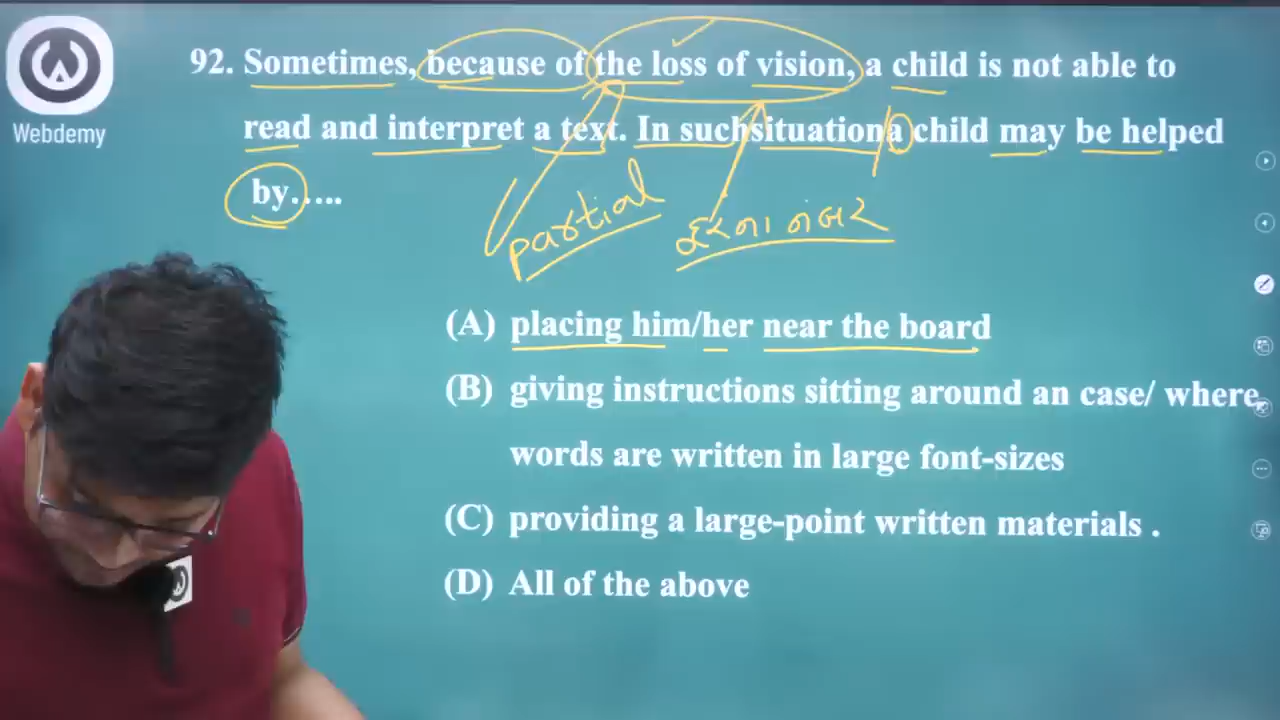 Webdemy
92. Sometimes, because of the loss of vision, a child is not able to
read and interpret a text. In suchsituationa child may be helped
by.....
partial
(A) placing him/her near the board
(B) giving instructions sitting around an case/ where
words are written in large font-sizes
(C) providing a large-point written materials .
(D) All of the above